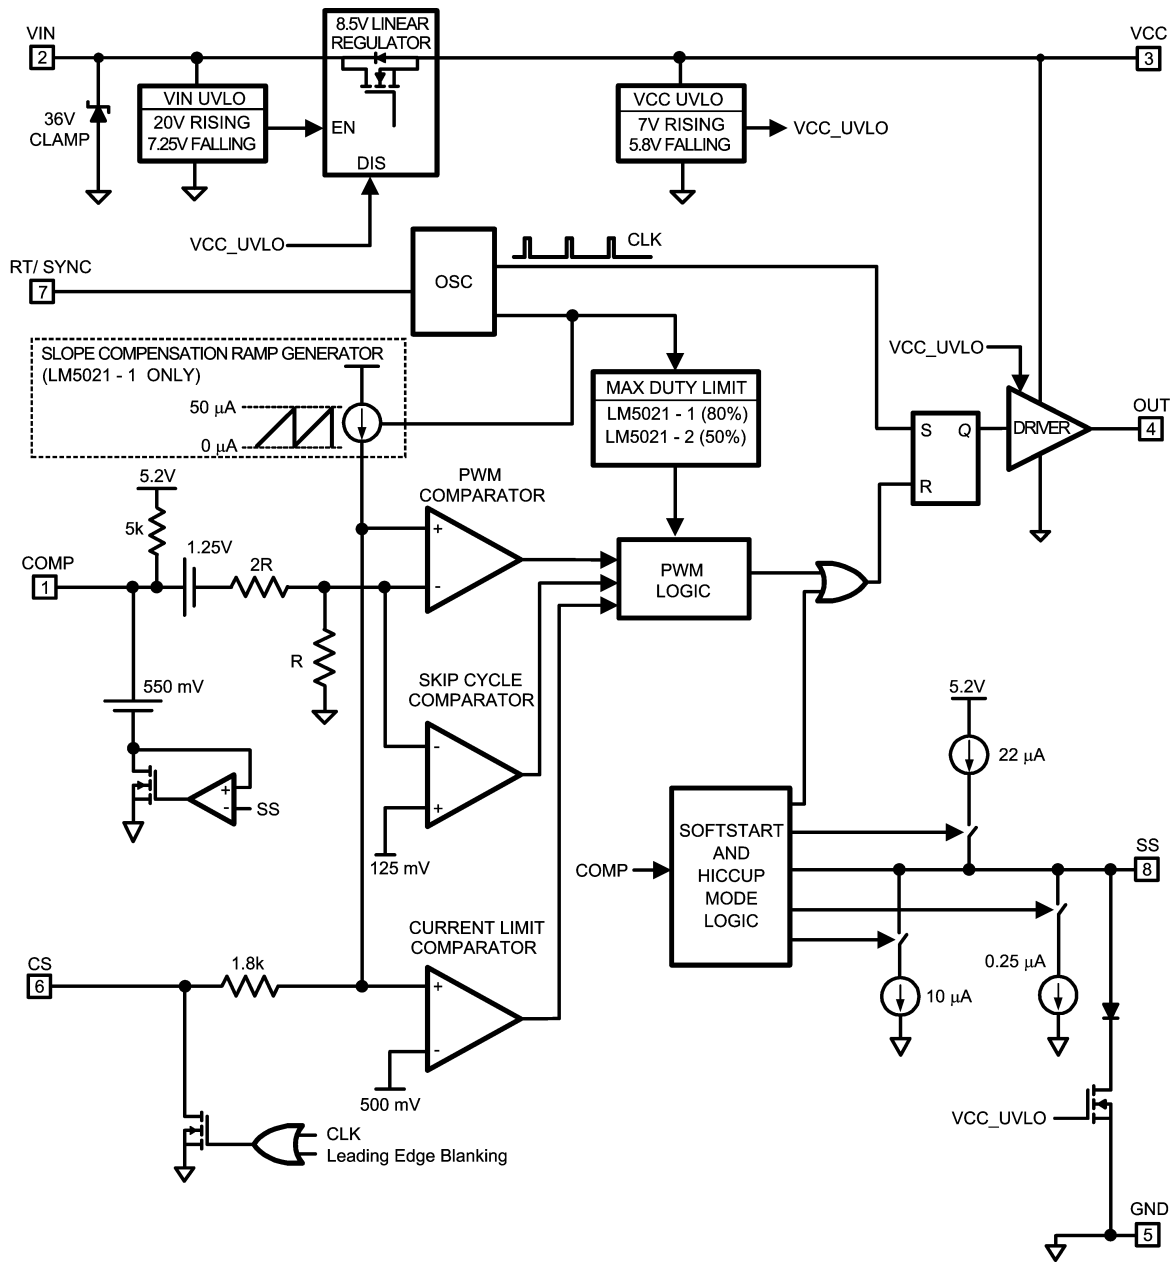 VIN
2
8.5V LINEAR
REGULATOR
EN
DIS
VCC
3
36V
CLAMP
VIN UVLO
20V RISING
7.25V FALLING
VCC UVLO
7V RISING
5.8V FALLING
VCC_UVLO
VCC_UVLO
RT/ SYNC
7
OSC
CLK
SLOPE COMPENSATION RAMP GENERATOR
(LM5021 - 1 ONLY)
50 µA
0 µA
MAX DUTY LIMIT
LM5021 - 1 (80%)
LM5021 - 2 (50%)
VCC_UVLO
S
Q
R
DRIVER
OUT
4
5.2V
5k
PWM
COMPARATOR
+
-
COMP
1
1.25V
2R
R
PWM
LOGIC
550 mV
+
-
SS
SKIP CYCLE
COMPARATOR
-
+
125 mV
5.2V
22 µA
COMP
SOFTSTART
AND
HICCUP
MODE
LOGIC
SS
8
10 µA
0.25 µA
CS
6
1.8k
CURRENT LIMIT
COMPARATOR
+
-
500 mV
CLK
Leading Edge Blanking
VCC_UVLO
GND
5